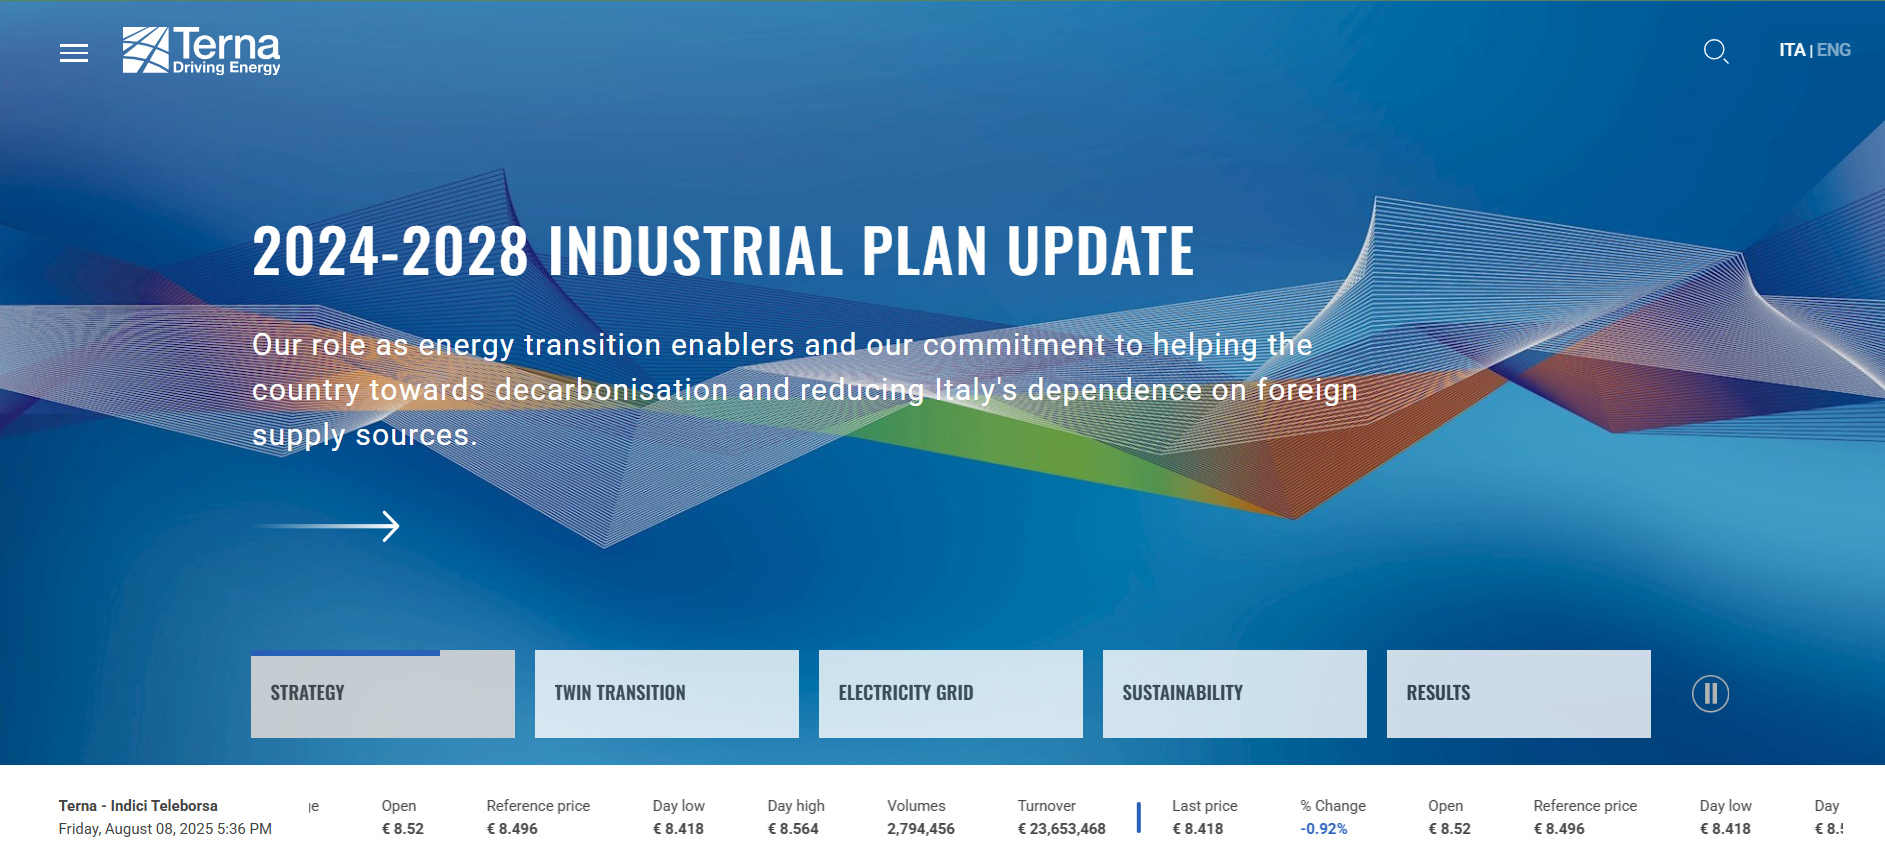 Terna
Driving Energy
ITA | ENG
2024-2028 INDUSTRIAL PLAN UPDATE
Our role as energy transition enablers and our commitment to helping the
country towards decarbonisation and reducing Italy's dependence on foreign
supply sources.
STRATEGY
TWIN TRANSITION
ELECTRICITY GRID
SUSTAINABILITY
RESULTS
Terna - Indici Teleborsa
Friday, August 08, 2025 5:36 PM
Open Reference price Day low Day high Volumes Turnover Last price % Change Open Reference price Day low Day
€ 8.52 € 8.496 € 8.418 € 8.564 2,794,456 € 23,653,468 € 8.418 -0.92% € 8.52 € 8.496 € 8.418